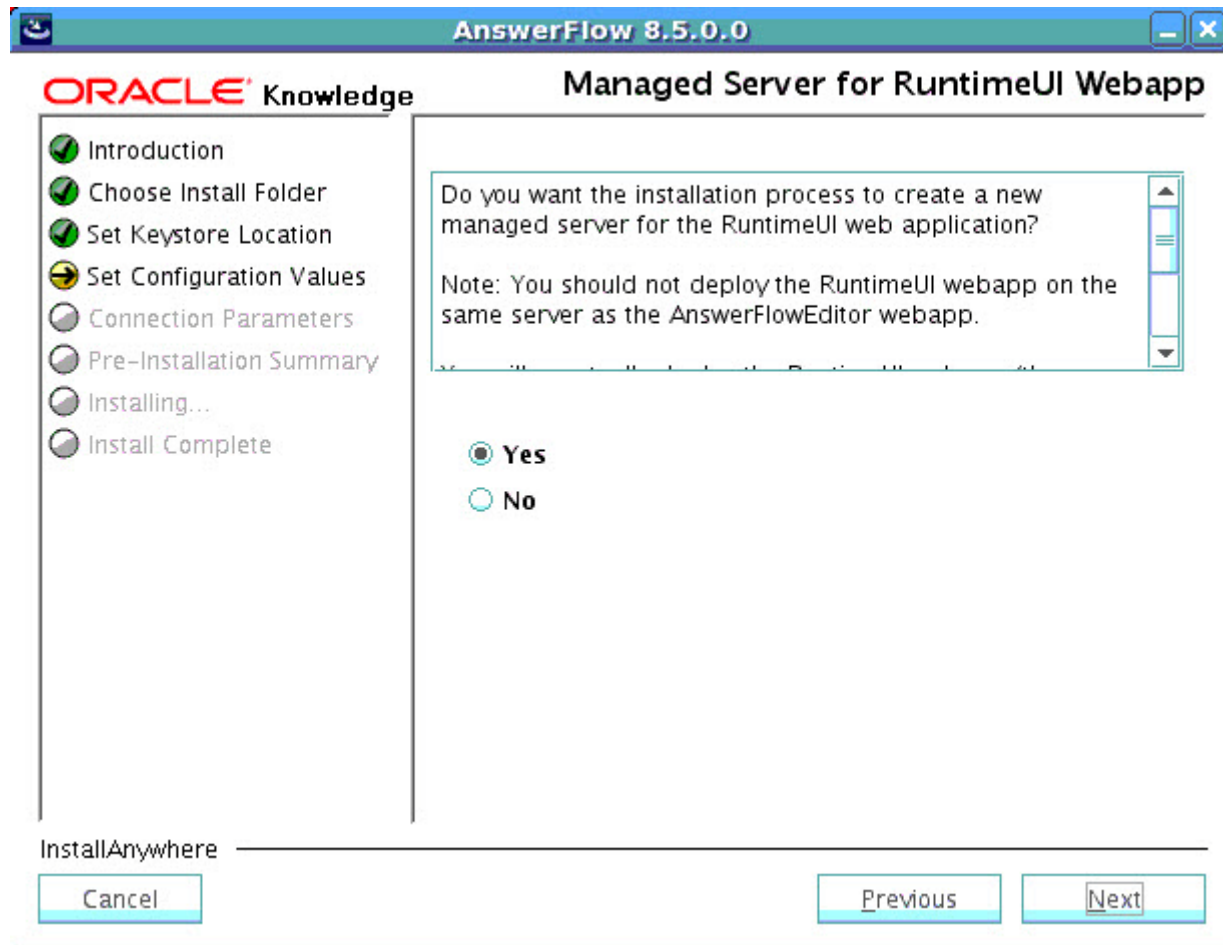 AnswerFlow 8.5.0.0
ORACLE Knowledge
Managed Server for RuntimeUI Webapp
Introduction
Choose Install Folder
Set Keystore Location
Set Configuration Values
Connection Parameters
Pre-Installation Summary
Installing...
Install Complete
Do you want the installation process to create a new
managed server for the RuntimeUI web application?
Note: You should not deploy the RuntimeUI webapp on the
same server as the AnswerFlowEditor webapp.
Yes
No
InstallAnywhere
Cancel
Previous
Next